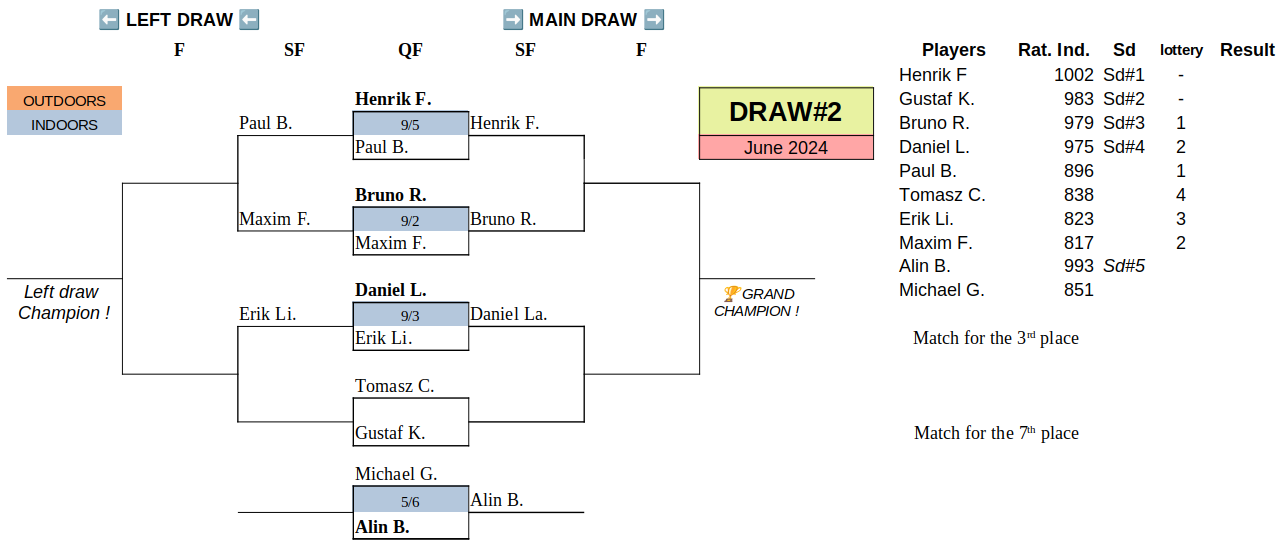 ⬅ LEFT DRAW ⬅ ➡ MAIN DRAW ➡
F SF QF SF F Players Rat. Ind. Sd lottery Result
Henrik F 1002 Sd#1 -
OUTDOORS Henrik F. Gustaf K. 983 Sd#2 -
INDOORS Paul B. 9/5 Henrik F. DRAW#2 Bruno R. 979 Sd#3 1
Paul B. June 2024 Daniel L. 975 Sd#4 2
Paul B. 896 1
Bruno R. Tomasz C. 838 4
Maxim F. 9/2 Bruno R. Erik Li. 823 3
Maxim F. Maxim F. 817 2
Alin B. 993 Sd#5
Left draw Daniel L. 🏆GRAND Michael G. 851
Champion ! Erik Li. 9/3 Daniel La. CHAMPION !
Erik Li. Match for the 3rd place
Tomasz C.
Gustaf K. Match for the 7th place
Michael G.
5/6 Alin B.
Alin B.